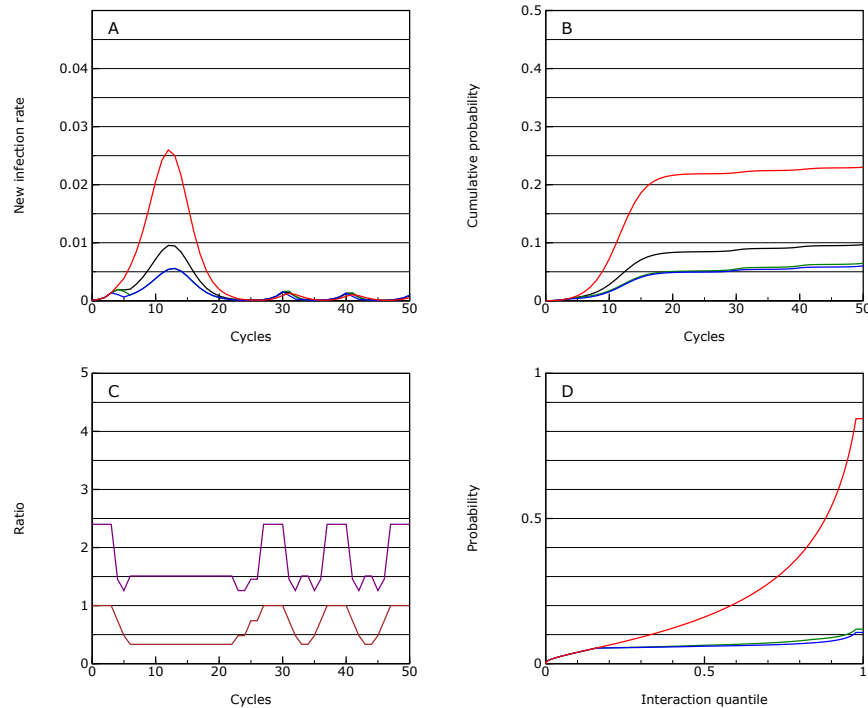 A
New infection rate
0.04
0.03
0.02
0.01
0
0 10 20 30 40 50
Cycles
B
Cumulative probability
0.5
0.4
0.3
0.2
0.1
0
0 10 20 30 40 50
Cycles
C
Ratio
5
4
3
2
1
0
0 10 20 30 40 50
Cycles
D
Probability
1
0.5
0
0 0.5 1
Interaction quantile